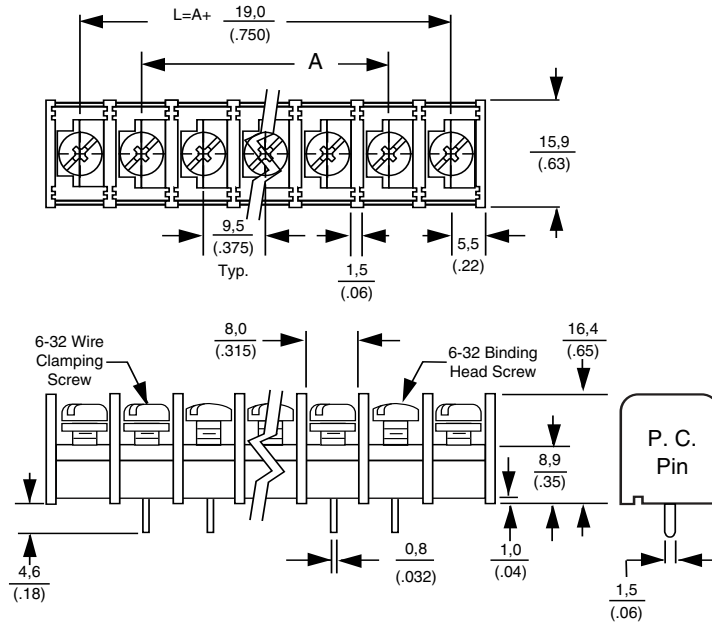 L=A+ 19,0
(.750)
A
15,9
(.63)
9,5
(.375)
Typ.
1,5
(.06)
5,5
(.22)
6-32 Wire
Clamping
Screw
8,0
(.315)
6-32 Binding
Head Screw
16,4
(.65)
8,9
(.35)
P. C.
Pin
4,6
(.18)
0,8
(.032)
1,0
(.04)
1,5
(.06)